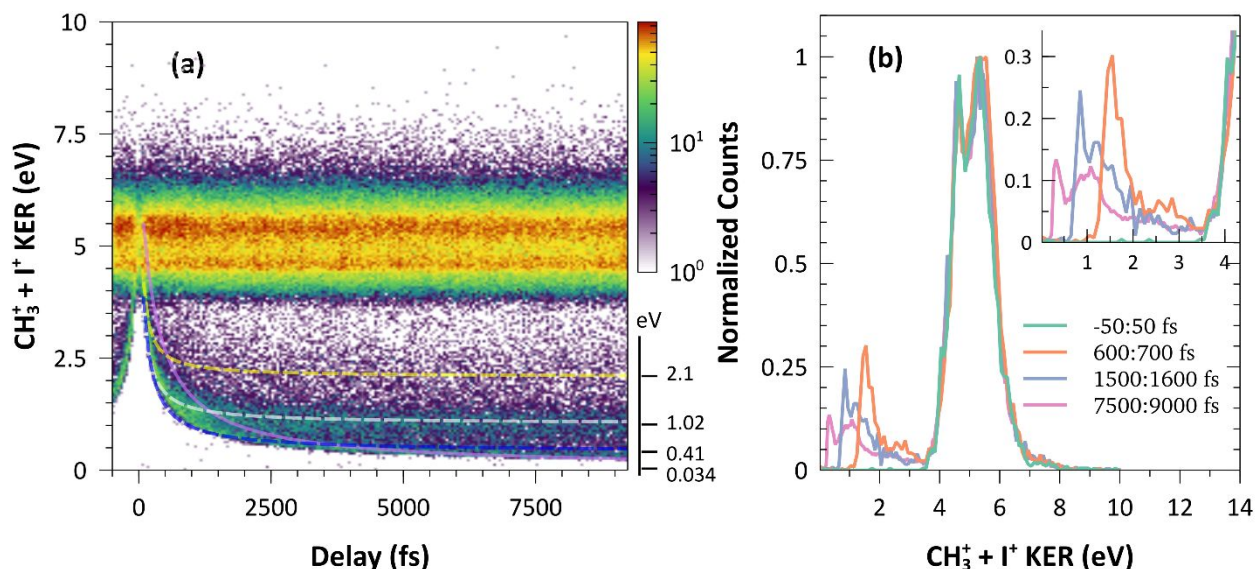 (a)
10
7.5
5
2.5
0
CH₃⁺ + I⁺ KER (eV)
0 2500 5000 7500
Delay (fs)
10¹
10⁰
eV
2.1
1.02
0.41
0.034
(b)
1
0.75
0.5
0.25
0
Normalized Counts
2 4 6 8 10 12 14
CH₃⁺ + I⁺ KER (eV)
0.3
0.2
0.1
0
1 2 3 4
-50:50 fs
600:700 fs
1500:1600 fs
7500:9000 fs